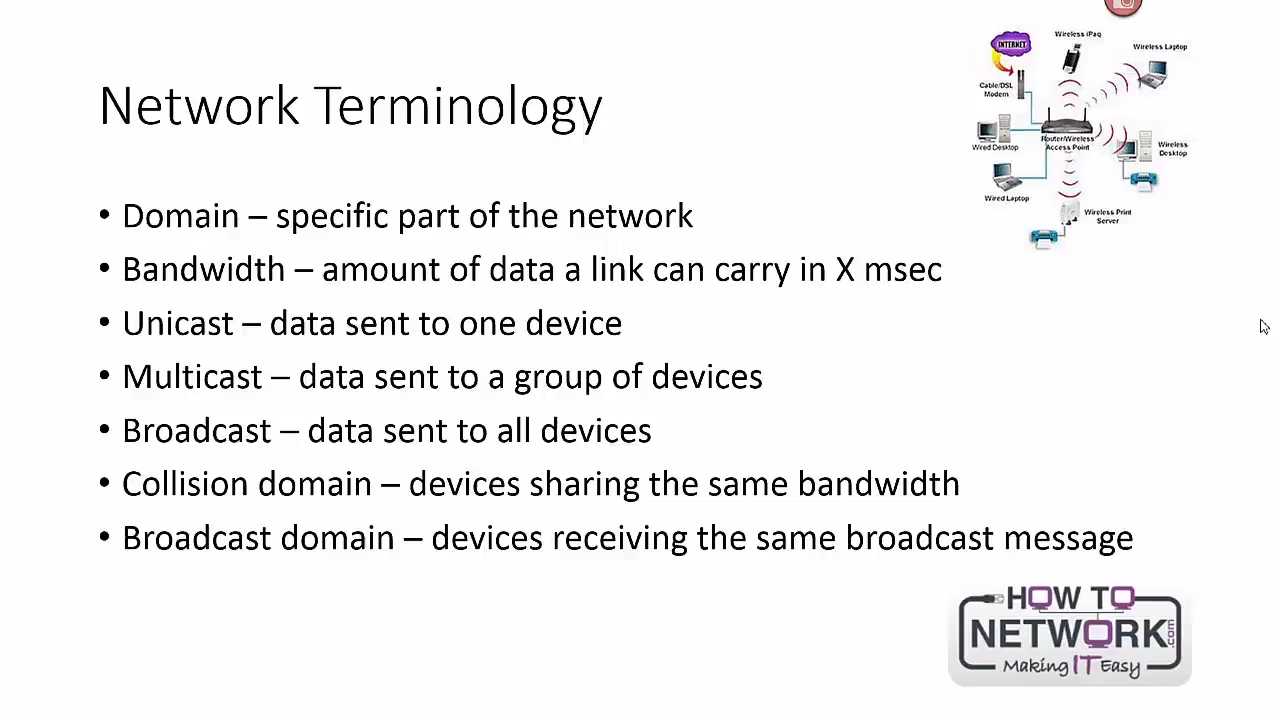 Network Terminology
• Domain – specific part of the network
• Bandwidth – amount of data a link can carry in X msec
• Unicast – data sent to one device
• Multicast – data sent to a group of devices
• Broadcast – data sent to all devices
• Collision domain – devices sharing the same bandwidth
• Broadcast domain – devices receiving the same broadcast message
INTERNET
Wireless iPaq
Wireless Laptop
Cable/DSL
Modem
Router/Wireless
Access Point
Wired Desktop
Wireless
Desktop
Wired Laptop
Wireless Print
Server
HOW TO
NETWORK.com
Making IT Easy